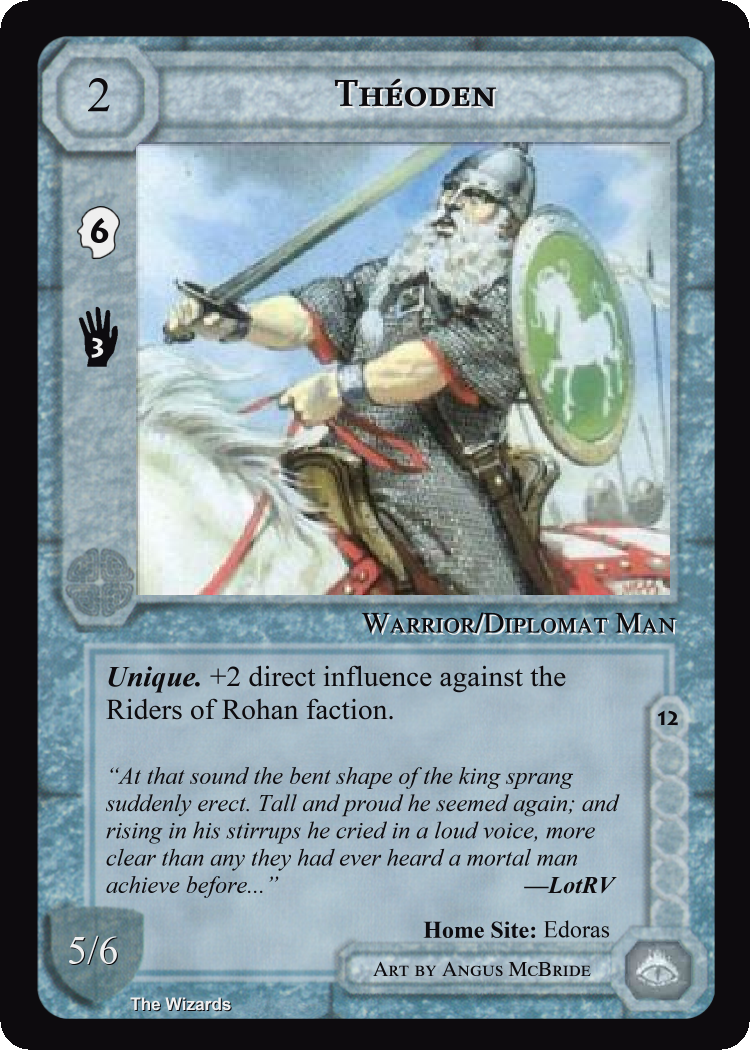 2
Théoden
6
3
Warrior/Diplomat Man
Unique. +2 direct influence against the
Riders of Rohan faction.
12
“At that sound the bent shape of the king sprang
suddenly erect. Tall and proud he seemed again; and
rising in his stirrups he cried in a loud voice, more
clear than any they had ever heard a mortal man
achieve before...” —LotRV
Home Site: Edoras
5/6
Art by Angus McBride
The Wizards